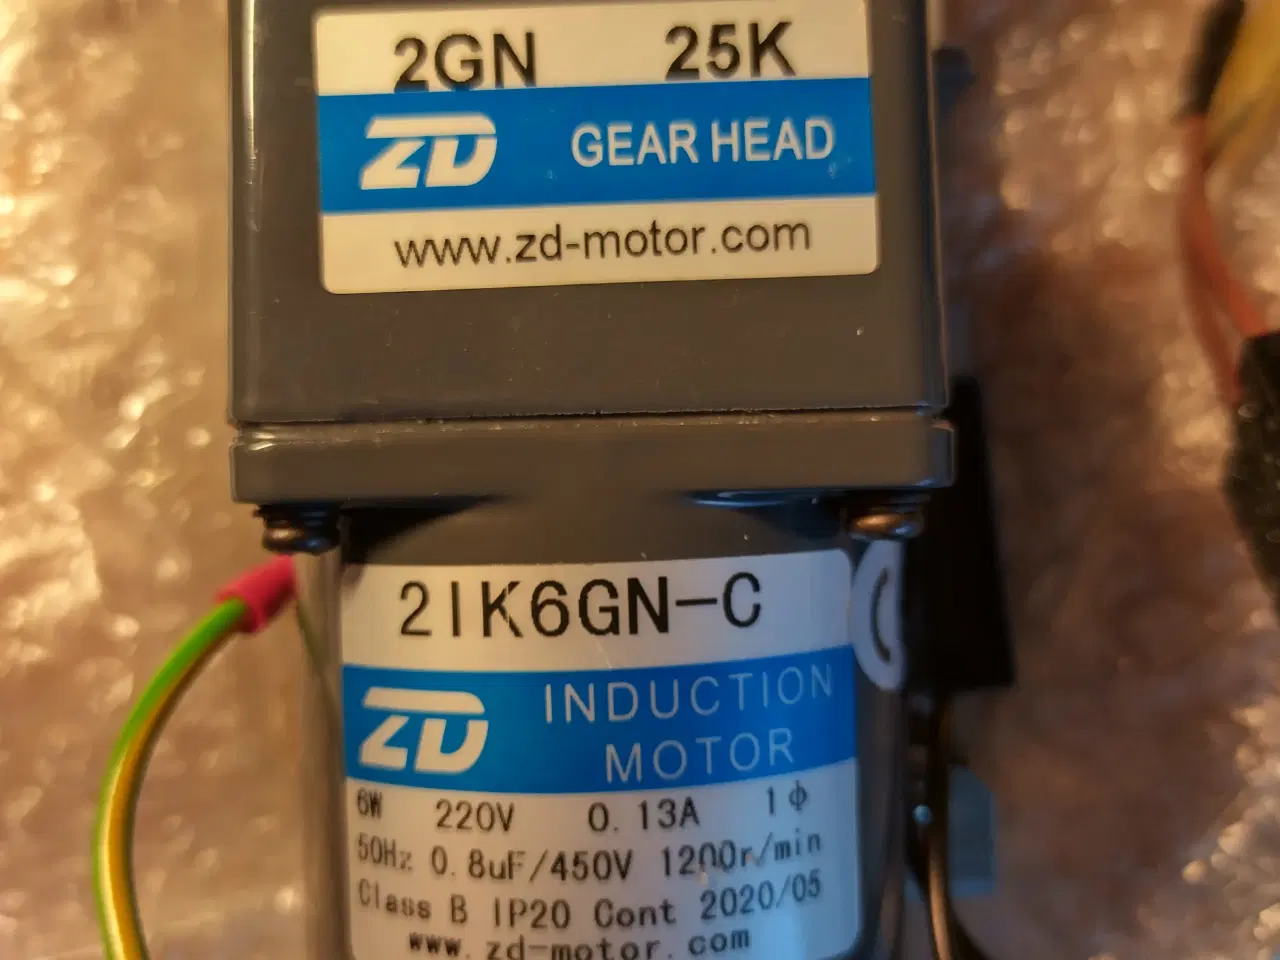 2GN 25K
ZD GEAR HEAD
www.zd-motor.com
2IK6GN-C
ZD INDUCTION
MOTOR
6W 220V 0.13A 1Φ
50Hz 0.8uF/450V 1200r/min
Class B IP20 Cont 2020/05
www.zd-motor.com